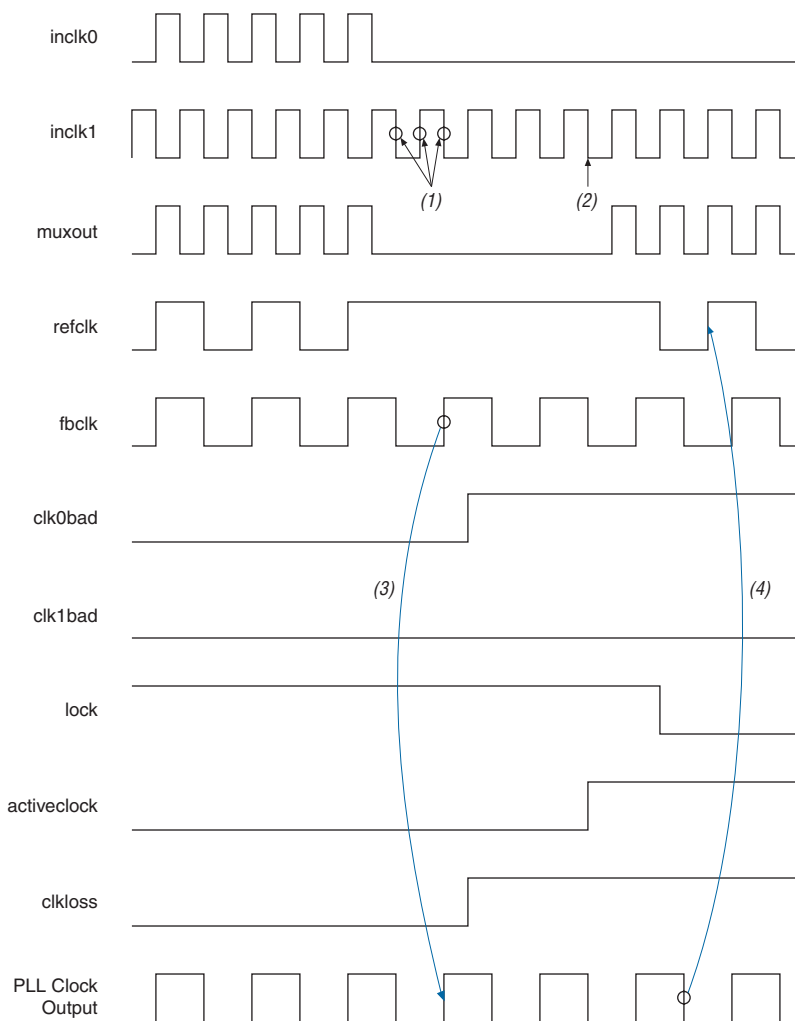 inclk0
inclk1
(1)
(2)
muxout
refclk
fbclk
clk0bad
(3)
(4)
clk1bad
lock
activeclock
clkloss
PLL Clock
Output